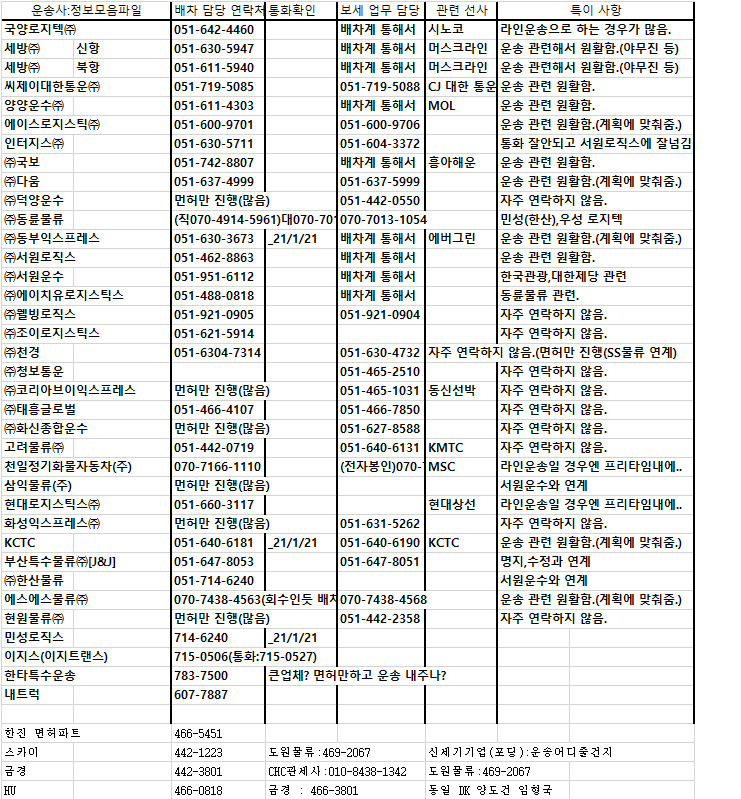 운송사:정보모음파일 배차 담당 연락처 통화확인 보세 업무 담당 관련 선사 특이 사항
국양로지텍㈜ 051-642-4460 배차계 통해서 시노코 라인운송으로 하는 경우가 많음.
세방㈜ 신항 051-630-5947 배차계 통해서 머스크라인 운송 관련해서 원활함.(야무진 등)
세방㈜ 북항 051-611-5940 배차계 통해서 머스크라인 운송 관련해서 원활함.(야무진 등)
씨제이대한통운㈜ 051-719-5085 051-719-5088 CJ 대한 통운 운송 관련 원활함.
양양운수㈜ 051-611-4303 배차계 통해서 MOL 운송 관련 원활함.
에이스로지스틱㈜ 051-600-9701 051-600-9706 운송 관련 원활함.(계획에 맞춰줌.)
인터지스㈜ 051-630-5711 051-604-3372 통화 잘안되고 서원로직스에 잘넘김
㈜국보 051-742-8807 배차계 통해서 흥아해운 운송 관련 원활함.
㈜다움 051-637-4999 051-637-5999 운송 관련 원활함.(계획에 맞춰줌.)
㈜덕양운수 면허만 진행(많음) 051-442-0550 자주 연락하지 않음.
㈜동륜물류 (직070-4914-5961)대070-701 070-7013-1054 민성(한산),우성 로지텍
㈜동부익스프레스 051-630-3673 _21/1/21 배차계 통해서 에버그린 운송 관련 원활함.(계획에 맞춰줌.)
㈜서원로직스 051-462-8863 배차계 통해서 운송 관련 원활함.
㈜서원운수 051-951-6112 배차계 통해서 한국관광,대한제당 관련
㈜에이치유로지스틱스 051-488-0818 배차계 통해서 동륜물류 관련.
㈜웰빙로직스 051-921-0905 051-921-0904 자주 연락하지 않음.
㈜조이로지스틱스 051-621-5914 자주 연락하지 않음.
㈜천경 051-6304-7314 051-630-4732 자주 연락하지 않음.(면허만 진행(SS물류 연계)
㈜청보통운 051-465-2510 자주 연락하지 않음.
㈜코리아브이익스프레스 면허만 진행(많음) 051-465-1031 동신선박 자주 연락하지 않음.
㈜태흥글로벌 051-466-4107 051-466-7850 자주 연락하지 않음.
㈜화신종합운수 면허만 진행(많음) 051-627-8588 자주 연락하지 않음.
고려물류㈜ 051-442-0719 051-640-6131 KMTC 자주 연락하지 않음.
천일정기화물자동차(주) 070-7166-1110 (전자봉인)070-7 MSC 라인운송일 경우엔 프리타임내에..
삼익물류(주) 면허만 진행(많음) 서원운수와 연계
현대로지스틱스㈜ 051-660-3117 현대상선 라인운송일 경우엔 프리타임내에..
화성익스프레스㈜ 면허만 진행(많음) 051-631-5262 자주 연락하지 않음.
KCTC 051-640-6181 _21/1/21 051-640-6190 KCTC 운송 관련 원활함.(계획에 맞춰줌.)
부산특수물류㈜[J&J] 051-647-8053 051-647-8051 명지,수정과 연계
㈜한산물류 051-714-6240 서원운수와 연계
에스에스물류㈜ 070-7438-4563(회수인듯 배차 070-7438-4568 운송 관련 원활함.(계획에 맞춰줌.)
현원물류㈜ 면허만 진행(많음) 051-442-2358 자주 연락하지 않음.
민성로직스 714-6240 _21/1/21
이지스(이지트랜스) 715-0506(통화:715-0527)
한타특수운송 783-7500 큰업체? 면허만하고 운송 내주나?
내트럭 607-7887
한진 면허파트 466-5451
스카이 442-1223 도원물류:469-2067 신세기기업(포딩):운송어디줄건지
금경 442-3801 CHC관세사:010-8438-1342 도원물류:469-2067
HU 466-0818 금경 : 466-3801 동일 DK 양도건 임형국